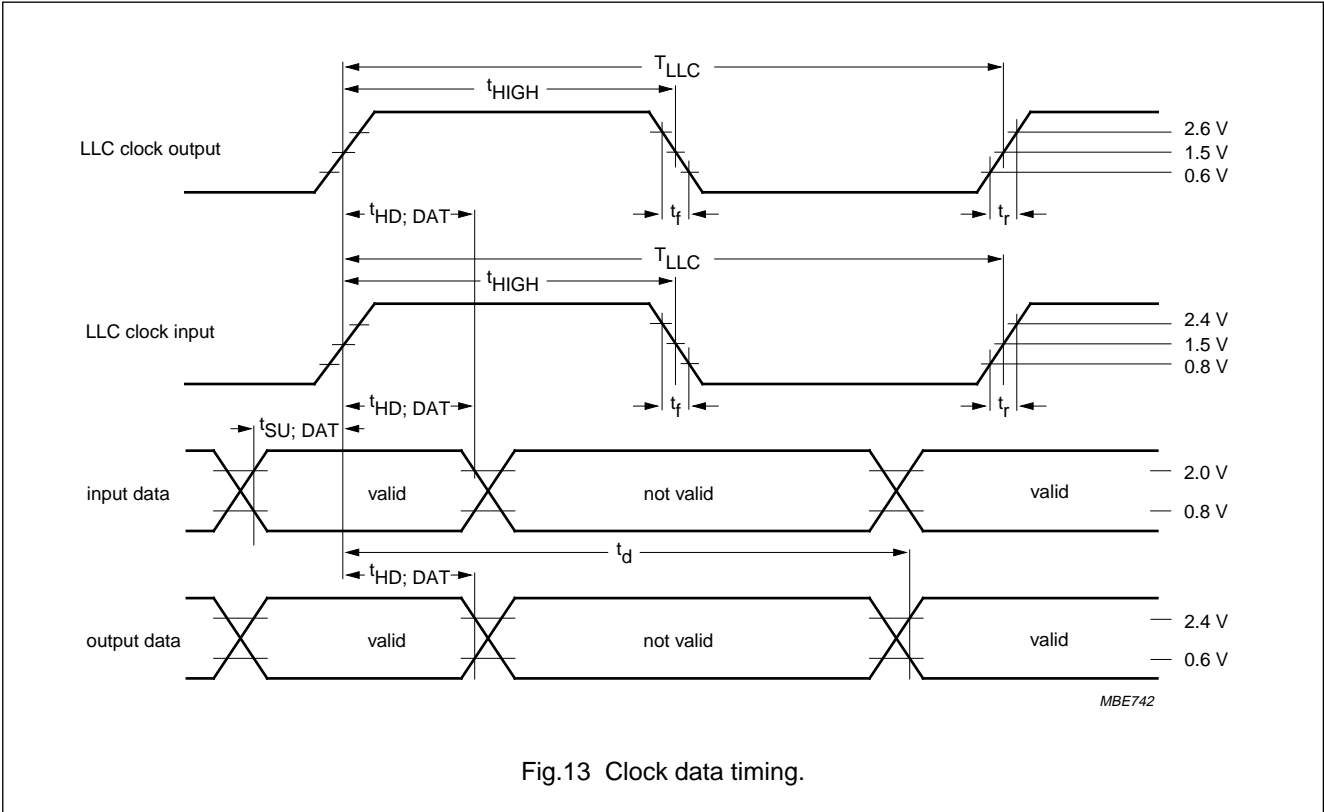 T_LLC
t_HIGH
LLC clock output
2.6 V
1.5 V
0.6 V
t_HD; DAT
t_f
t_r
T_LLC
t_HIGH
LLC clock input
2.4 V
1.5 V
0.8 V
t_HD; DAT
t_f
t_r
t_SU; DAT
input data
valid
not valid
valid
2.0 V
0.8 V
t_d
t_HD; DAT
output data
valid
not valid
valid
2.4 V
0.6 V
MBE742
Fig.13 Clock data timing.